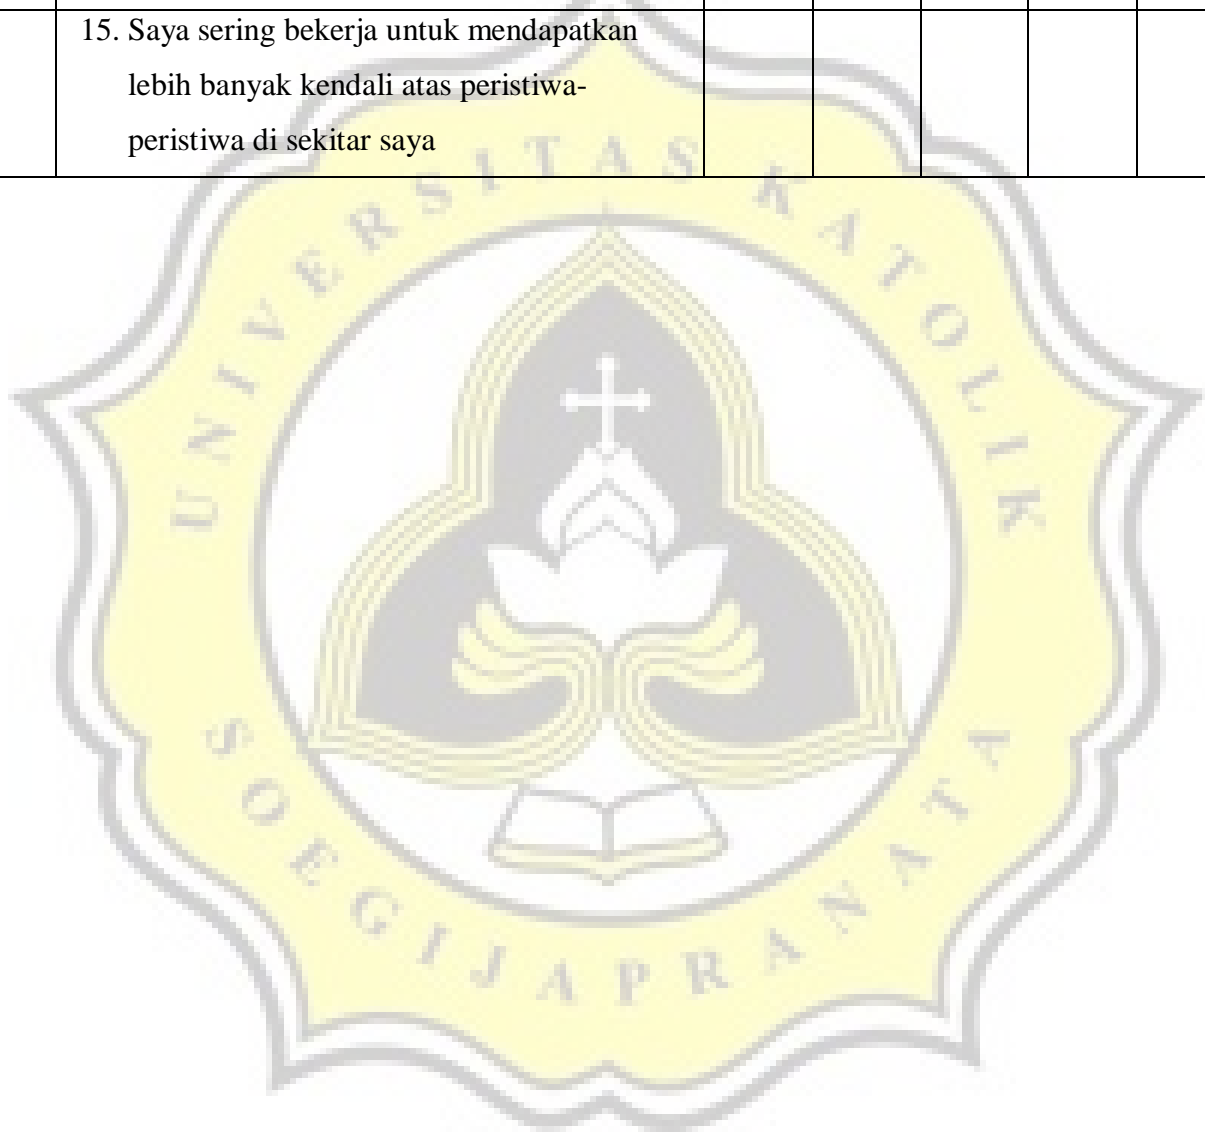 15. Saya sering bekerja untuk mendapatkan
lebih banyak kendali atas peristiwa-
peristiwa di sekitar saya
UNIVERSITAS KATOLIK
SOEGIJAPRANATA